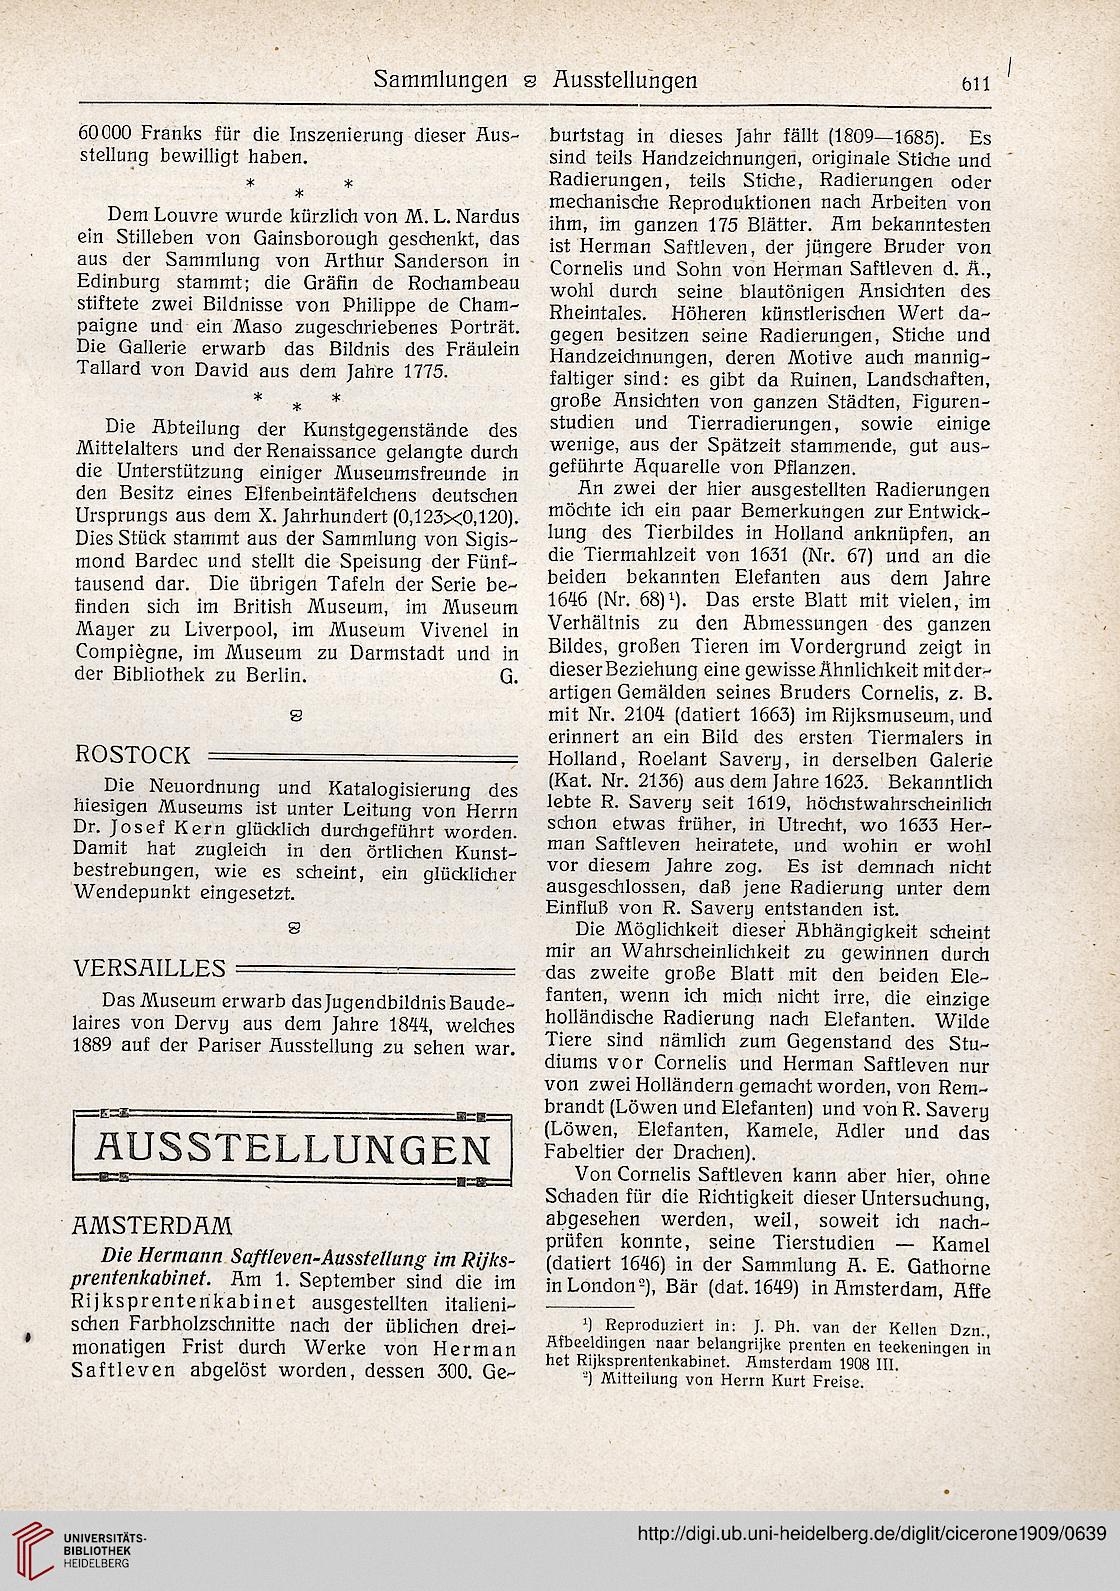 Sammlungen & Ausstellungen
611
60000 Franks für die Inszenierung dieser Aus-
stellung bewilligt haben.
* * *
Dem Louvre wurde kürzlich von M. L. Nardus
ein Stilleben von Gainsborough geschenkt, das
aus der Sammlung von Arthur Sanderson in
Edinburg stammt; die Gräfin de Rochambeau
stiftete zwei Bildnisse von Philippe de Cham-
paigne und ein Maso zugeschriebenes Porträt.
Die Gallerie erwarb das Bildnis des Fräulein
Tallard von David aus dem Jahre 1775.
* * *
Die Abteilung der Kunstgegenstände des
Mittelalters und der Renaissance gelangte durch
die Unterstützung einiger Museumsfreunde in
den Besitz eines Elfenbeintäfelchens deutschen
Ursprungs aus dem X. Jahrhundert (0,123×0,120).
Dies Stück stammt aus der Sammlung von Sigis-
mond Bardec und stellt die Speisung der Fünf-
tausend dar. Die übrigen Tafeln der Serie be-
finden sich im British Museum, im Museum
Mayer zu Liverpool, im Museum Vivenel in
Compiègne, im Museum zu Darmstadt und in
der Bibliothek zu Berlin. G.
ROSTOCK
Die Neuordnung und Katalogisierung des
hiesigen Museums ist unter Leitung von Herrn
Dr. Josef Kern glücklich durchgeführt worden.
Damit hat zugleich in den örtlichen Kunst-
bestrebungen, wie es scheint, ein glücklicher
Wendepunkt eingesetzt.
VERSAILLES
Das Museum erwarb das Jugendbildnis Baude-
laires von Dervy aus dem Jahre 1844, welches
1889 auf der Pariser Ausstellung zu sehen war.
AUSSTELLUNGEN
AMSTERDAM
Die Hermann Saftleven-Ausstellung im Rijks-
prentenkabinet. Am 1. September sind die im
Rijksprentenkabinet ausgestellten italieni-
schen Farbholzschnitte nach der üblichen drei-
monatigen Frist durch Werke von Herman
Saftleven abgelöst worden, dessen 300. Ge-
burtstag in dieses Jahr fällt (1809—1685). Es
sind teils Handzeichnungen, originale Stiche und
Radierungen, teils Stiche, Radierungen oder
mechanische Reproduktionen nach Arbeiten von
ihm, im ganzen 175 Blätter. Am bekanntesten
ist Herman Saftleven, der jüngere Bruder von
Cornelis und Sohn von Herman Saftleven d. Ä.,
wohl durch seine blautönigen Ansichten des
Rheintales. Höheren künstlerischen Wert da-
gegen besitzen seine Radierungen, Stiche und
Handzeichnungen, deren Motive auch mannig-
faltiger sind: es gibt da Ruinen, Landschaften,
große Ansichten von ganzen Städten, Figuren-
studien und Tierradierungen, sowie einige
wenige, aus der Spätzeit stammende, gut aus-
geführte Aquarelle von Pflanzen.
An zwei der hier ausgestellten Radierungen
möchte ich ein paar Bemerkungen zur Entwick-
lung des Tierbildes in Holland anknüpfen, an
die Tiermahlzeit von 1631 (Nr. 67) und an die
beiden bekannten Elefanten aus dem Jahre
1646 (Nr. 68)¹). Das erste Blatt mit vielen, im
Verhältnis zu den Abmessungen des ganzen
Bildes, großen Tieren im Vordergrund zeigt in
dieser Beziehung eine gewisse Ähnlichkeit mit der-
artigen Gemälden seines Bruders Cornelis, z. B.
mit Nr. 2104 (datiert 1663) im Rijksmuseum, und
erinnert an ein Bild des ersten Tiermalers in
Holland, Roelant Savery, in derselben Galerie
(Kat. Nr. 2136) aus dem Jahre 1623. Bekanntlich
lebte R. Savery seit 1619, höchstwahrscheinlich
schon etwas früher, in Utrecht, wo 1633 Her-
man Saftleven heiratete, und wohin er wohl
vor diesem Jahre zog. Es ist demnach nicht
ausgeschlossen, daß jene Radierung unter dem
Einfluß von R. Savery entstanden ist.
Die Möglichkeit dieser Abhängigkeit scheint
mir an Wahrscheinlichkeit zu gewinnen durch
das zweite große Blatt mit den beiden Ele-
fanten, wenn ich mich nicht irre, die einzige
holländische Radierung nach Elefanten. Wilde
Tiere sind nämlich zum Gegenstand des Stu-
diums vor Cornelis und Herman Saftleven nur
von zwei Holländern gemacht worden, von Rem-
brandt (Löwen und Elefanten) und von R. Savery
(Löwen, Elefanten, Kamele, Adler und das
Fabeltier der Drachen).
Von Cornelis Saftleven kann aber hier, ohne
Schaden für die Richtigkeit dieser Untersuchung,
abgesehen werden, weil, soweit ich nach-
prüfen konnte, seine Tierstudien — Kamel
(datiert 1646) in der Sammlung A. E. Gathorne
in London²), Bär (dat. 1649) in Amsterdam, Affe
¹) Reproduziert in: J. Ph. van der Kellen Dzn.,
Afbeeldingen naar belangrijke prenten en teekeningen in
het Rijksprentenkabinet. Amsterdam 1908 III.
²) Mitteilung von Herrn Kurt Freise.
UNIVERSITÄTS-
BIBLIOTHEK
HEIDELBERG
http://digi.ub.uni-heidelberg.de/diglit/cicerone1909/0639